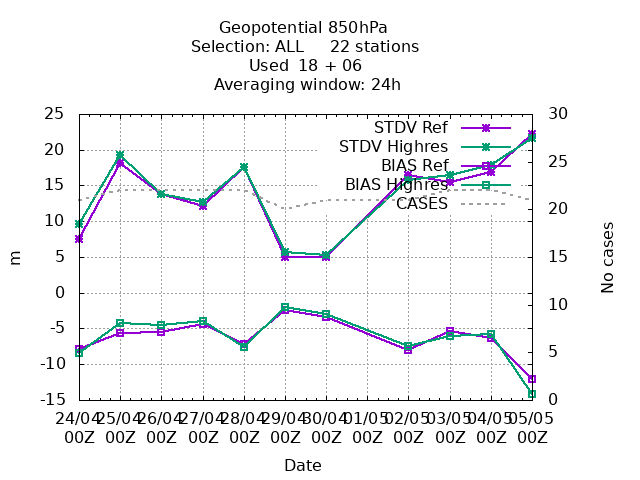 Geopotential 850hPa
Selection: ALL     22 stations
Used  18 + 06
Averaging window: 24h
STDV Ref
STDV Highres
BIAS Ref
BIAS Highres
CASES
25
20
15
10
5
0
-5
-10
-15
30
25
20
15
10
5
0
m
No cases
24/04 25/04 26/04 27/04 28/04 29/04 30/04 01/05 02/05 03/05 04/05 05/05
00Z 00Z 00Z 00Z 00Z 00Z 00Z 00Z 00Z 00Z 00Z 00Z
Date